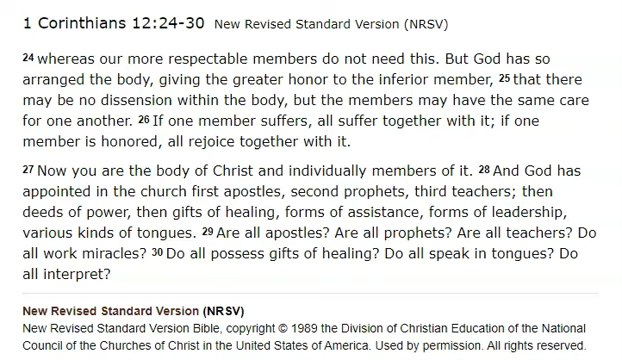 1 Corinthians 12:24-30 New Revised Standard Version (NRSV)
24 whereas our more respectable members do not need this. But God has so
arranged the body, giving the greater honor to the inferior member, 25 that there
may be no dissension within the body, but the members may have the same care
for one another. 26 If one member suffers, all suffer together with it; if one
member is honored, all rejoice together with it.
27 Now you are the body of Christ and individually members of it. 28 And God has
appointed in the church first apostles, second prophets, third teachers; then
deeds of power, then gifts of healing, forms of assistance, forms of leadership,
various kinds of tongues. 29 Are all apostles? Are all prophets? Are all teachers? Do
all work miracles? 30 Do all possess gifts of healing? Do all speak in tongues? Do
all interpret?
New Revised Standard Version (NRSV)
New Revised Standard Version Bible, copyright © 1989 the Division of Christian Education of the National
Council of the Churches of Christ in the United States of America. Used by permission. All rights reserved.